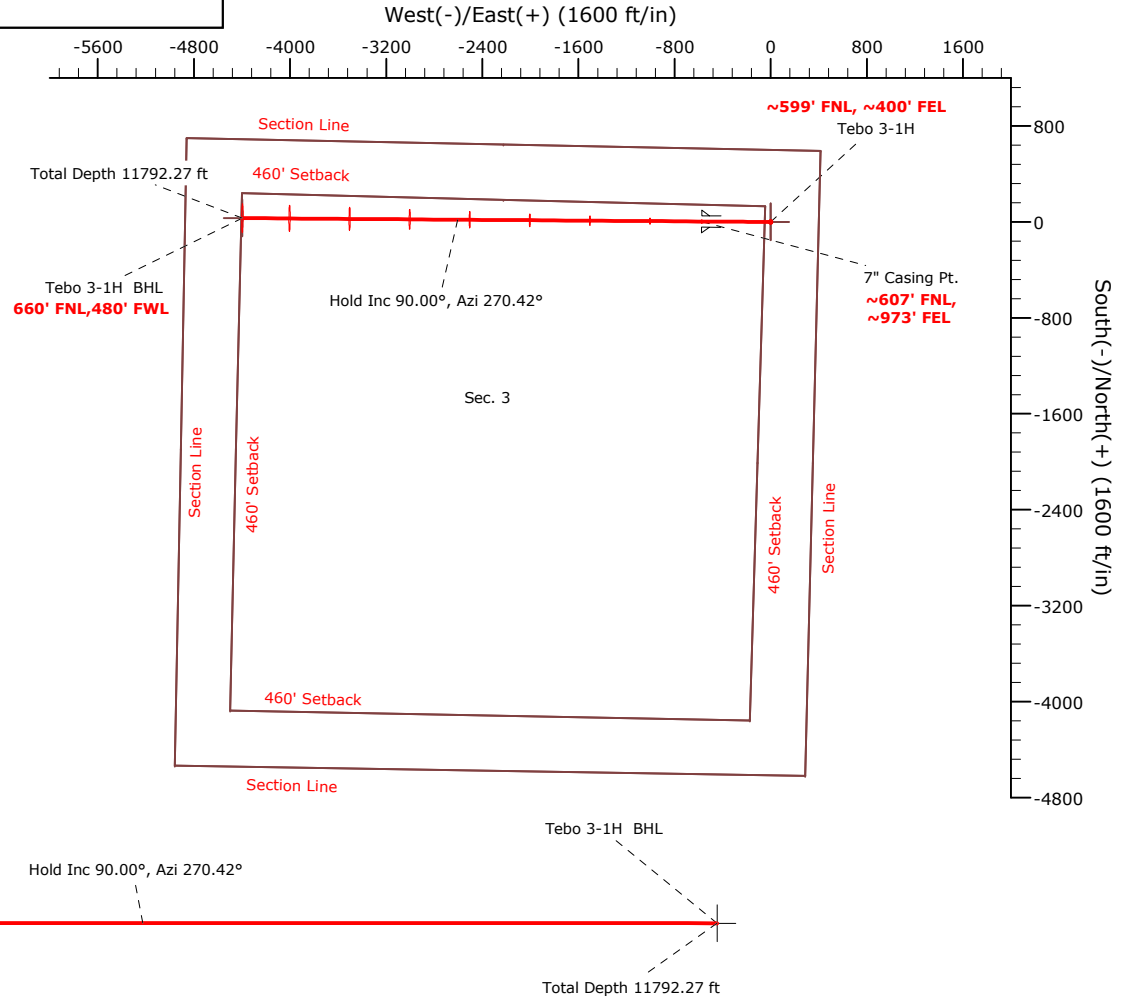 West(-)/East(+) (1600 ft/in)
-5600 -4800 -4000 -3200 -2400 -1600 -800 0 800 1600
~599' FNL, ~400' FEL
Tebo 3-1H
Section Line
800
Total Depth 11792.27 ft
460' Setback
0
Tebo 3-1H BHL
660' FNL,480' FWL
Hold Inc 90.00°, Azi 270.42°
7" Casing Pt.
~607' FNL,
~973' FEL
-800
Sec. 3
-1600
South(-)/North(+) (1600 ft/in)
Section Line
460' Setback
460' Setback
Section Line
-2400
-3200
460' Setback
-4000
Section Line
-4800
Tebo 3-1H BHL
Hold Inc 90.00°, Azi 270.42°
Total Depth 11792.27 ft